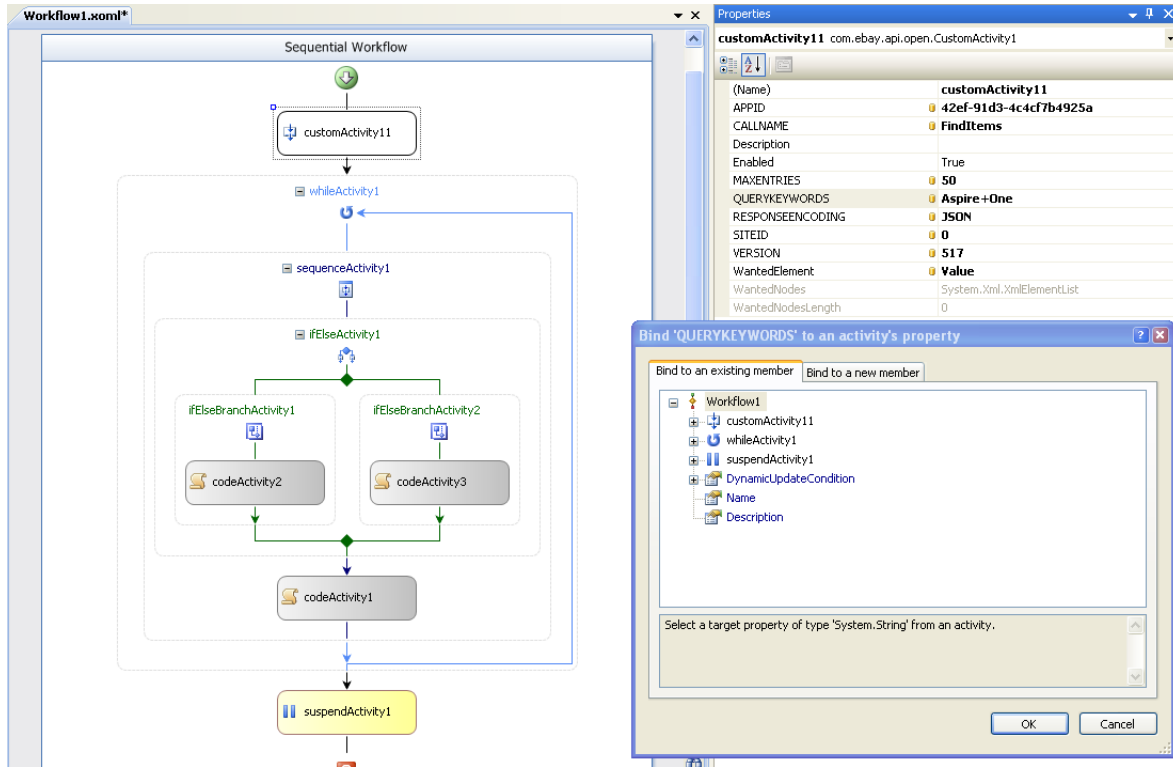 Workflow1.xoml*
Sequential Workflow
customActivity11
whileActivity1
sequenceActivity1
ifElseActivity1
ifElseBranchActivity1
ifElseBranchActivity2
codeActivity2
codeActivity3
codeActivity1
suspendActivity1
Properties
customActivity11 com.ebay.api.open.CustomActivity1
(Name) customActivity11
APPID 42ef-91d3-4c4cf7b4925a
CALLNAME FindItems
Description
Enabled True
MAXENTRIES 50
QUERYKEYWORDS Aspire+One
RESPONSEENCODING JSON
SITEID 0
VERSION 517
WantedElement Value
WantedNodes System.Xml.XmlElementList
WantedNodesLength 0
Bind 'QUERYKEYWORDS' to an activity's property
Bind to an existing member Bind to a new member
Workflow1
customActivity11
whileActivity1
suspendActivity1
DynamicUpdateCondition
Name
Description
Select a target property of type 'System.String' from an activity.
OK Cancel